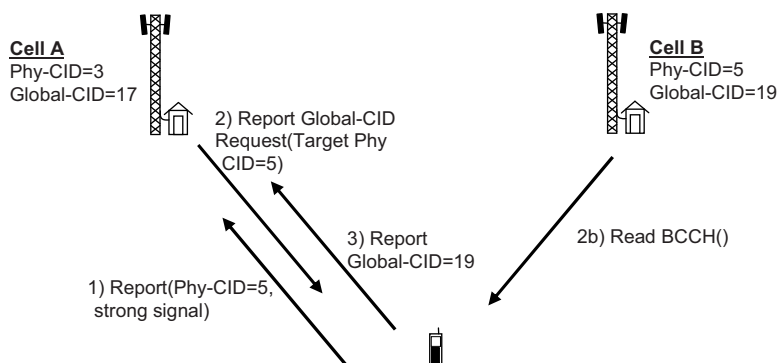 Cell A
Phy-CID=3
Global-CID=17
Cell B
Phy-CID=5
Global-CID=19
2) Report Global-CID
Request(Target Phy
CID=5)
3) Report
Global-CID=19
2b) Read BCCH()
1) Report(Phy-CID=5,
strong signal)